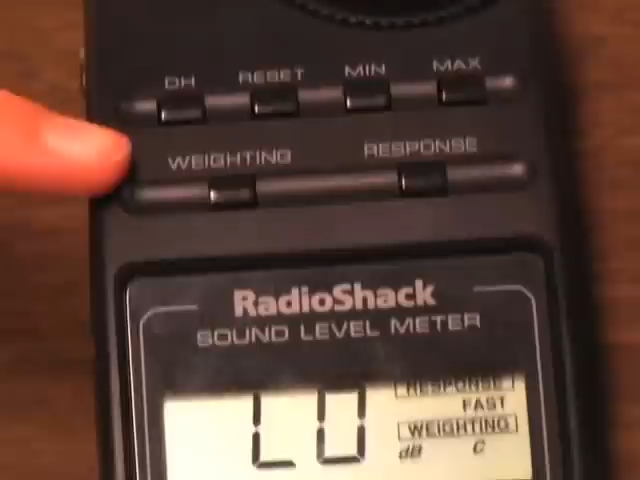 DH RESET MIN MAX
WEIGHTING RESPONSE
RadioShack
SOUND LEVEL METER
LO
RESPONSE
FAST
WEIGHTING
dB C